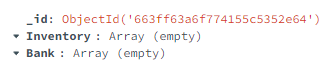 _id: ObjectId('663ff63a6f774155c5352e64')
Inventory: Array (empty)
Bank: Array (empty)